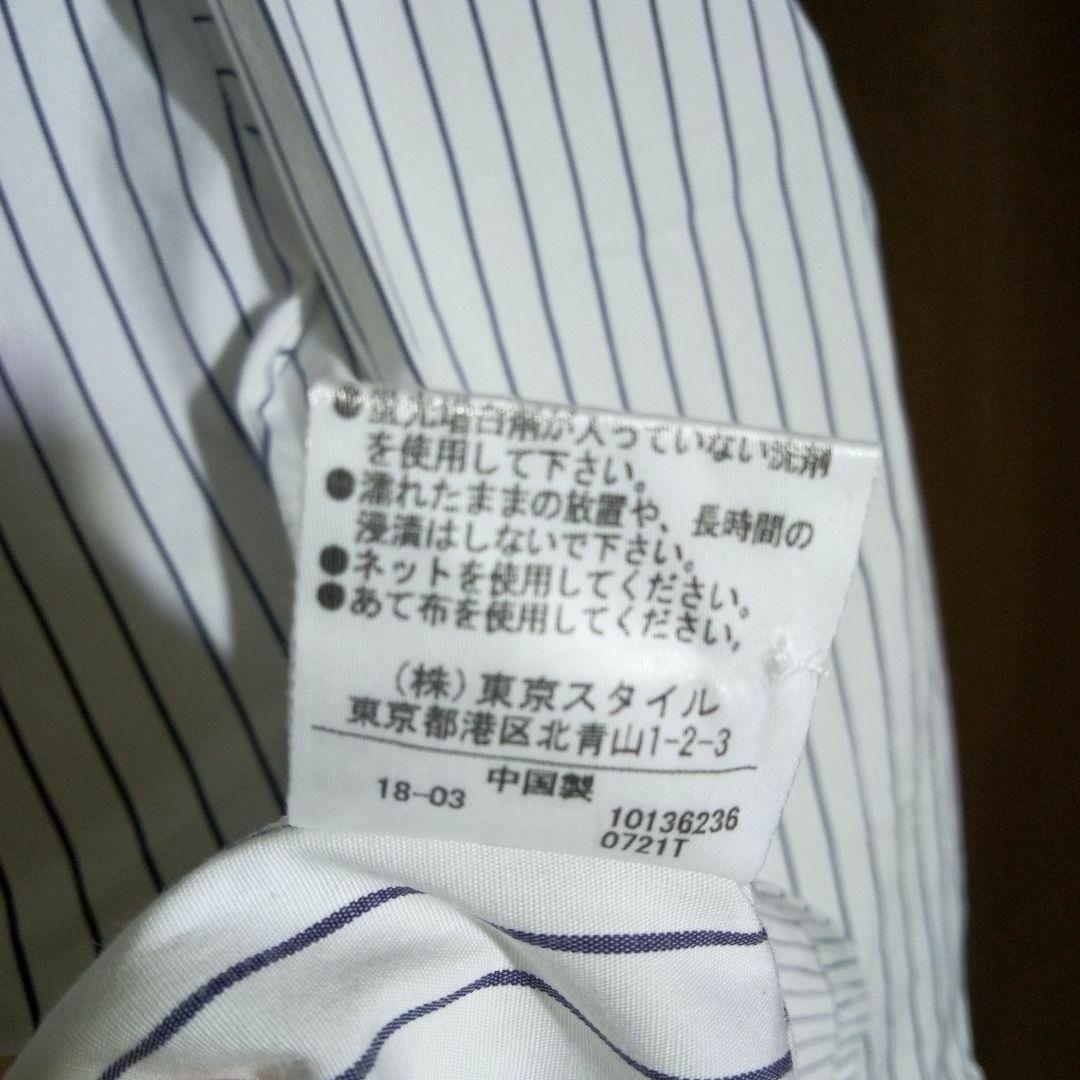 ●蛍光増白剤が入っていない洗剤
を使用して下さい。
●濡れたままの放置や、長時間の
浸漬はしないで下さい。
●ネットを使用してください。
●あて布を使用してください。
(株)東京スタイル
東京都港区北青山1-2-3
中国製
18-03
10136236
0721T